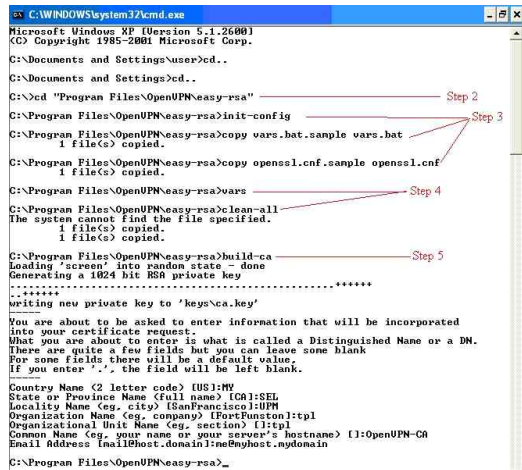 C:\WINDOWS\system32\cmd.exe
Microsoft Windows XP [Version 5.1.2600]
(C) Copyright 1985-2001 Microsoft Corp.
C:\Documents and Settings\user>cd..
C:\Documents and Settings>cd..
C:\>cd "Program Files\OpenVPN\easy-rsa" Step 2
C:\Program Files\OpenVPN\easy-rsa>init-config Step 3
C:\Program Files\OpenVPN\easy-rsa>copy vars.bat.sample vars.bat
1 file(s) copied.
C:\Program Files\OpenVPN\easy-rsa>copy openssl.cnf.sample openssl.cnf
1 file(s) copied.
C:\Program Files\OpenVPN\easy-rsa>vars Step 4
C:\Program Files\OpenVPN\easy-rsa>clean-all
The system cannot find the file specified.
1 file(s) copied.
1 file(s) copied.
C:\Program Files\OpenVPN\easy-rsa>build-ca Step 5
Loading 'screen' into random state - done
Generating a 1024 bit RSA private key
..................................................++++++
..++++++
writing new private key to 'keys\ca.key'
-----
You are about to be asked to enter information that will be incorporated
into your certificate request.
What you are about to enter is what is called a Distinguished Name or a DN.
There are quite a few fields but you can leave some blank
For some fields there will be a default value,
If you enter '.', the field will be left blank.
-----
Country Name (2 letter code) [US]:MY
State or Province Name (full name) [CA]:SEL
Locality Name (eg, city) [SanFrancisco]:UPM
Organization Name (eg, company) [FortFunston]:tpl
Organizational Unit Name (eg, section) []:tpl
Common Name (eg, your name or your server's hostname) []:OpenVPN-CA
Email Address [mail@host.domain]:me@myhost.mydomain
C:\Program Files\OpenVPN\easy-rsa>_